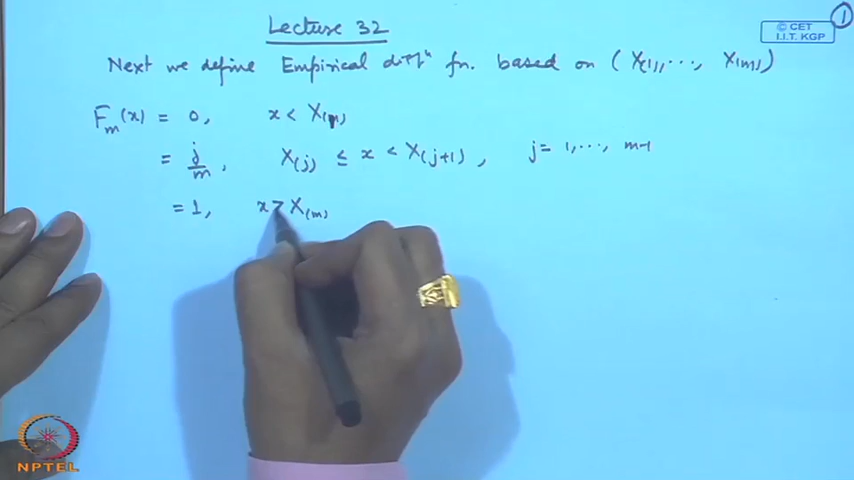 Lecture 32
1
© CET
I.I.T. KGP
Next we define Empirical distⁿ fn. based on (X(1), ..., X(m))
Fm(x) = 0, x < X(1)
= j/m, X(j) ≤ x < X(j+1), j = 1, ..., m-1
= 1, x ≥ X(m)
NPTEL